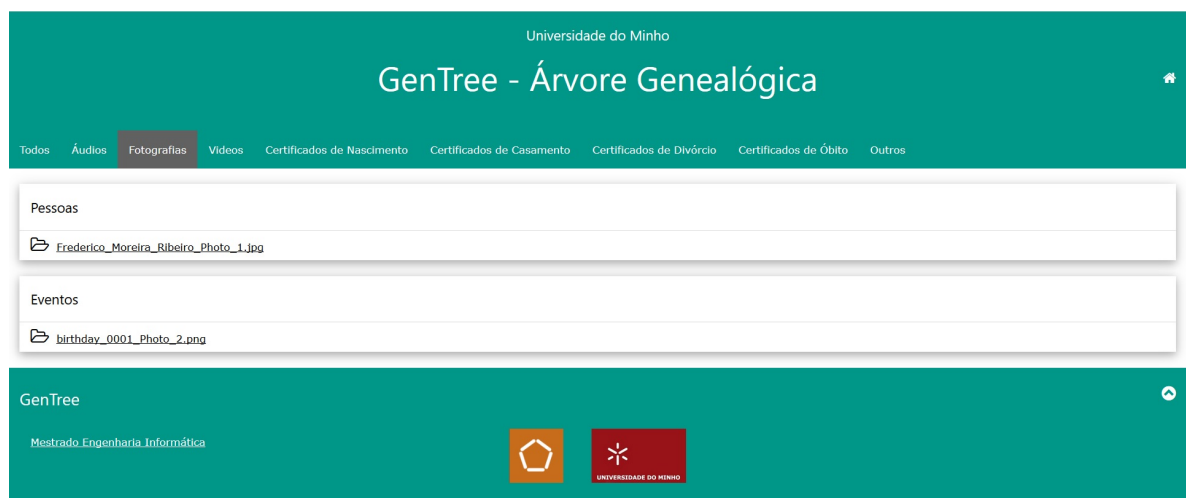 Universidade do Minho
GenTree - Árvore Genealógica
Todos Áudios Fotografias Videos Certificados de Nascimento Certificados de Casamento Certificados de Divórcio Certificados de Óbito Outros
Pessoas
Frederico_Moreira_Ribeiro_Photo_1.jpg
Eventos
birthday_0001_Photo_2.png
GenTree
Mestrado Engenharia Informática
UNIVERSIDADE DO MINHO